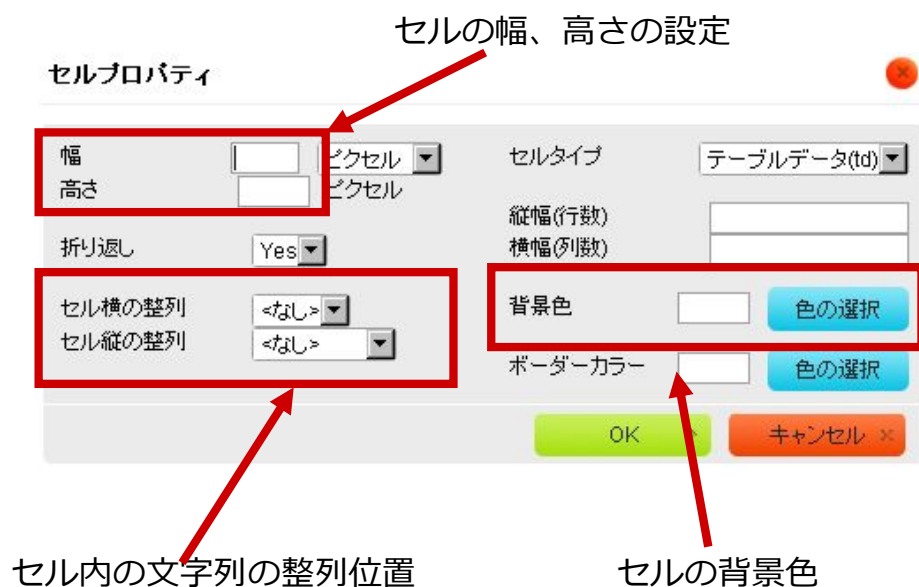 セルの幅、高さの設定
セルプロパティ
幅 ピクセル
高さ ピクセル
折り返し Yes
セル横の整列 <なし>
セル縦の整列 <なし>
セルタイプ テーブルデータ(td)
縦幅(行数)
横幅(列数)
背景色 色の選択
ボーダーカラー 色の選択
OK キャンセル
セル内の文字列の整列位置
セルの背景色